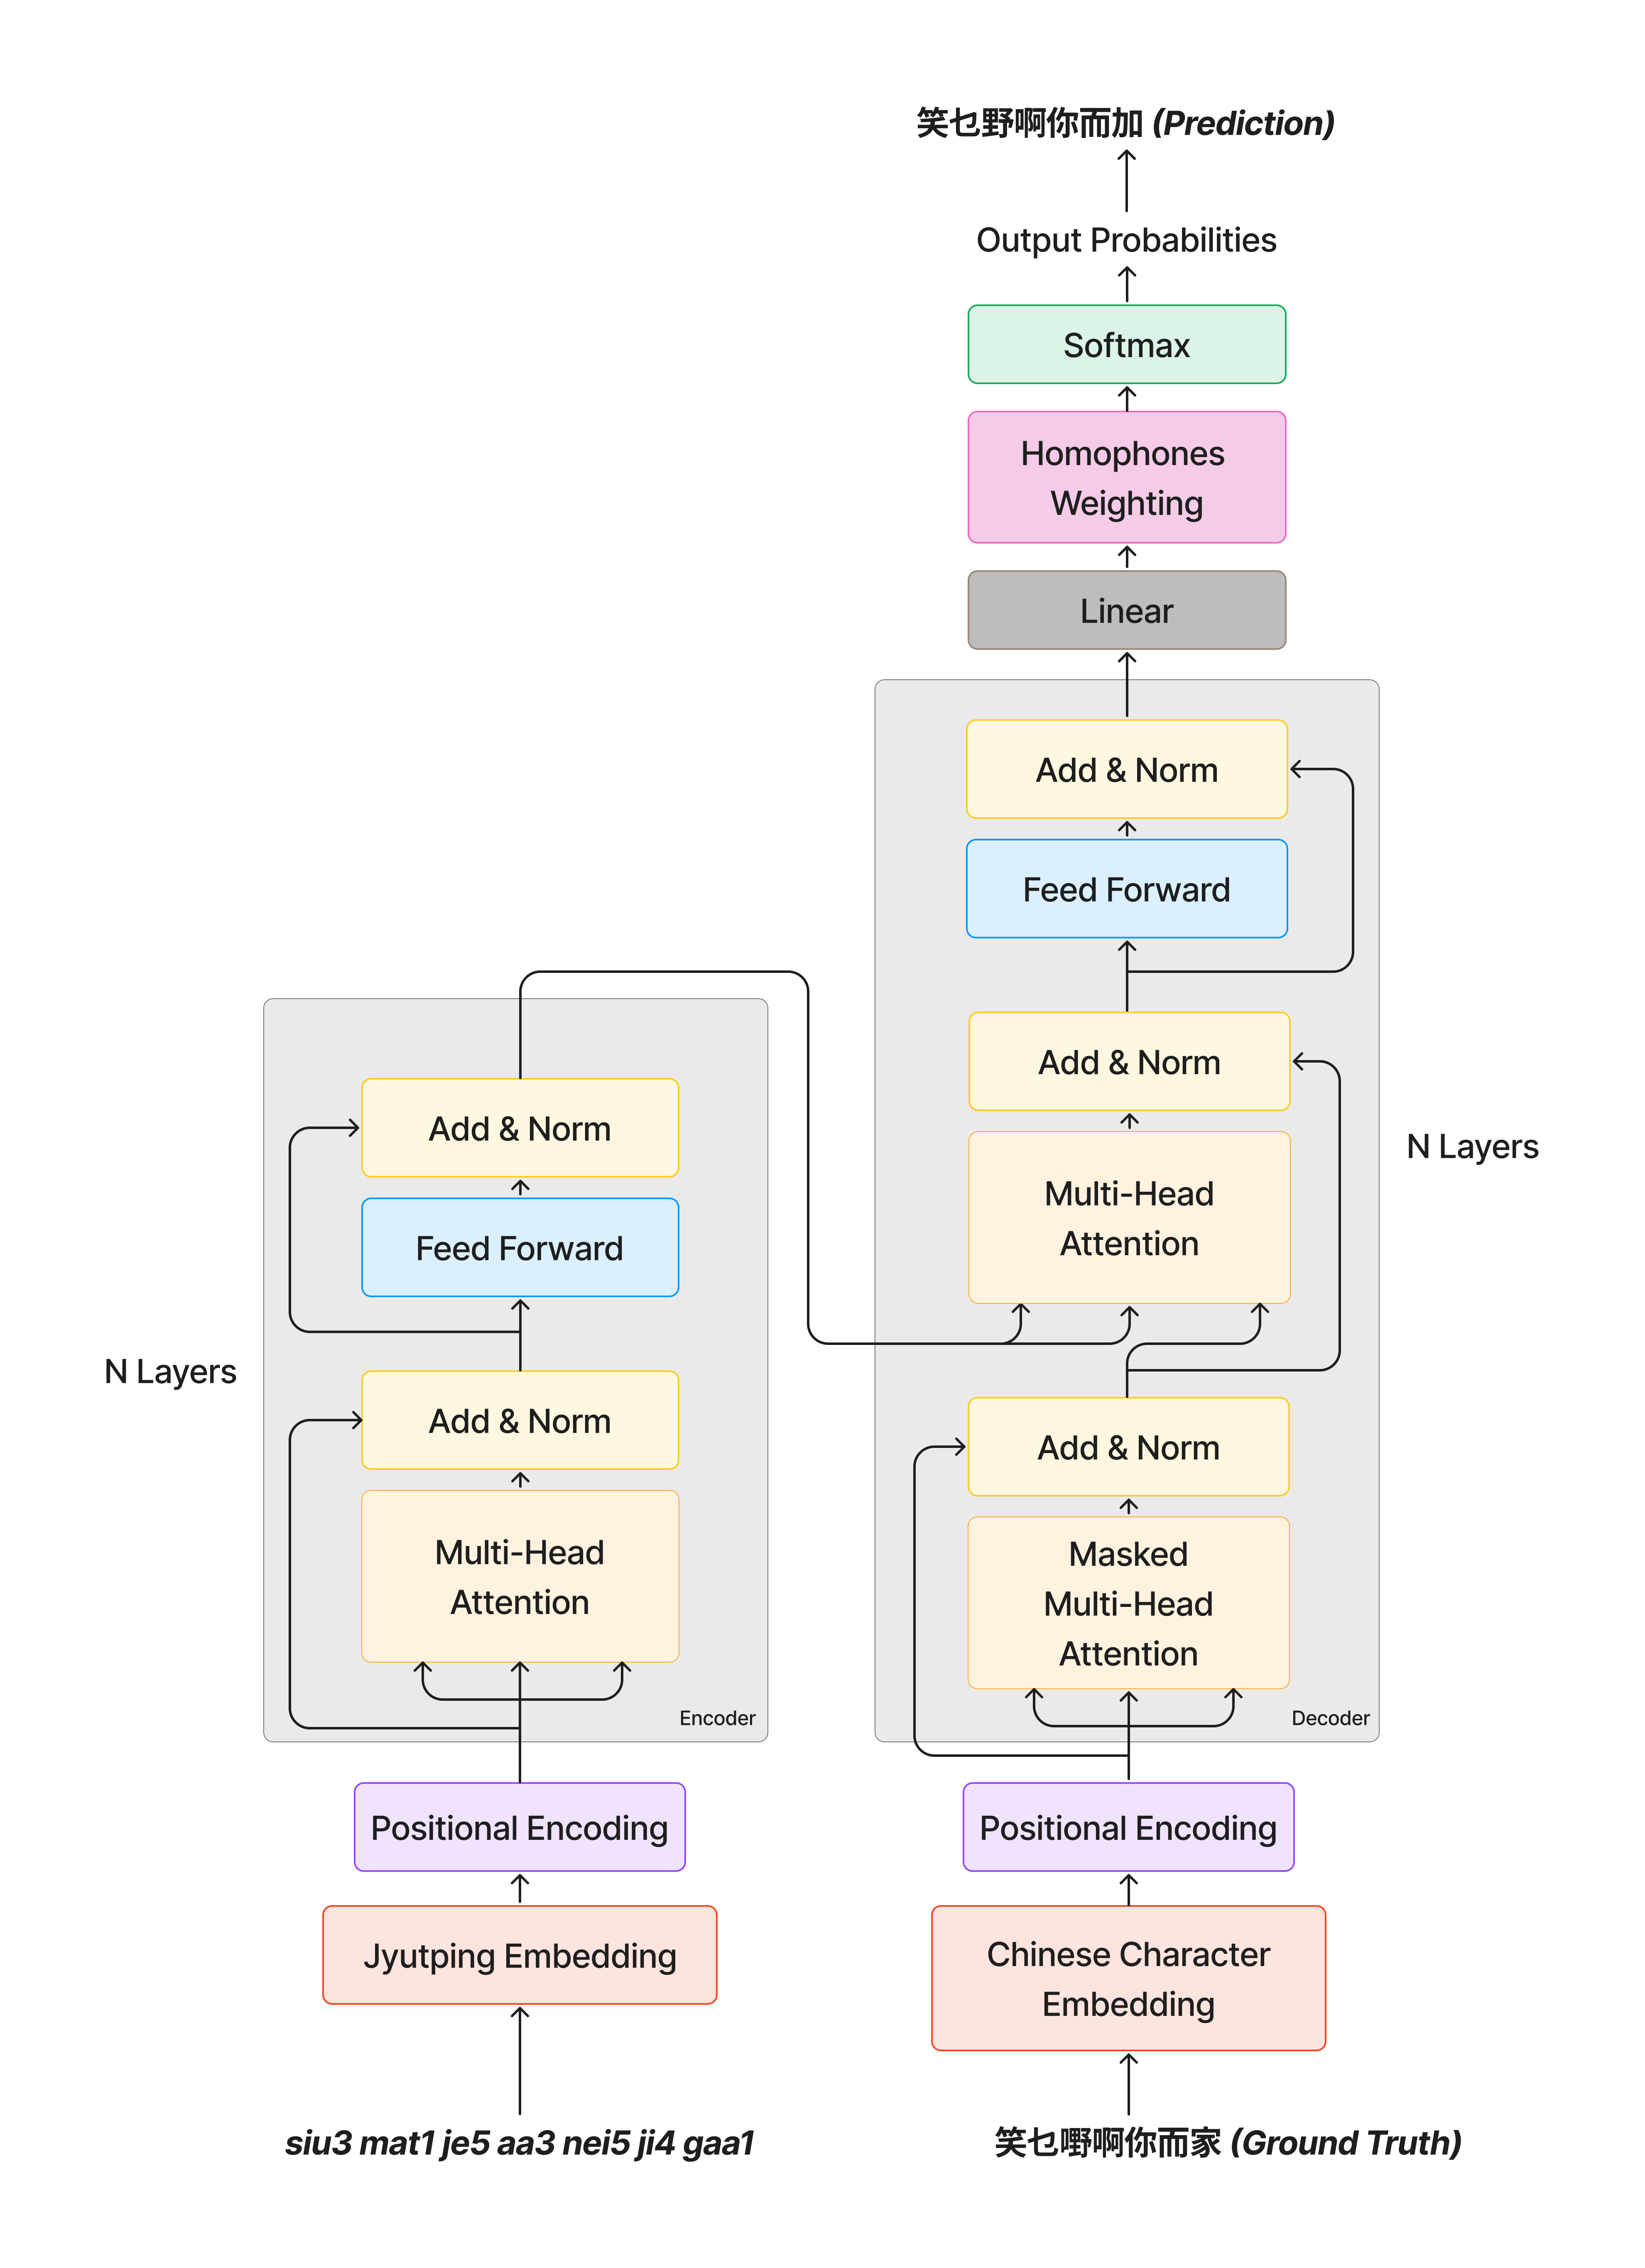 笑乜野啊你而加 (Prediction)
Output Probabilities
Softmax
Homophones
Weighting
Linear
Add & Norm
Feed Forward
Add & Norm
Multi-Head
Attention
N Layers
Add & Norm
Masked
Multi-Head
Attention
Decoder
Positional Encoding
Chinese Character
Embedding
笑乜嘢啊你而家 (Ground Truth)
Add & Norm
Feed Forward
N Layers
Add & Norm
Multi-Head
Attention
Encoder
Positional Encoding
Jyutping Embedding
siu3 mat1 je5 aa3 nei5 ji4 gaa1